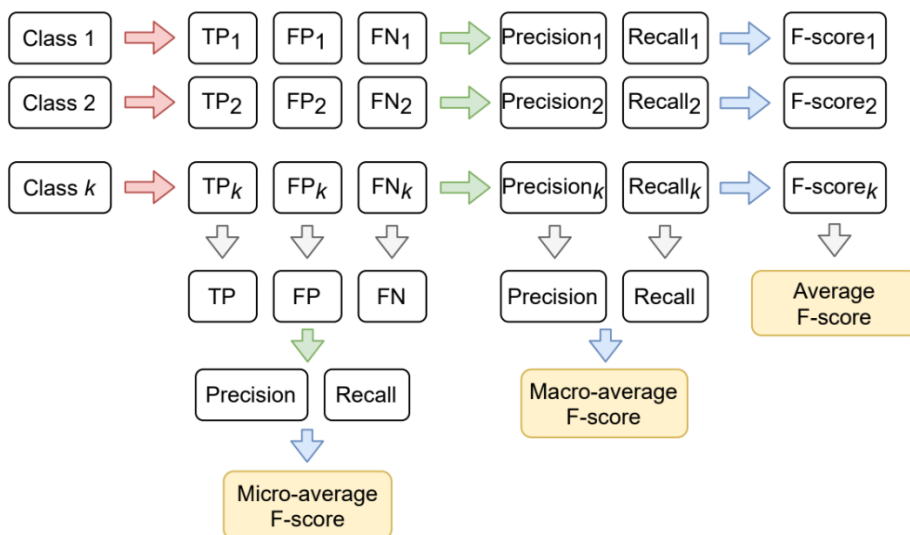 Class 1 TP1 FP1 FN1 Precision1 Recall1 F-score1
Class 2 TP2 FP2 FN2 Precision2 Recall2 F-score2
Class k TPk FPk FNk Precisionk Recallk F-scorek
TP FP FN Precision Recall Average
F-score
Precision Recall Macro-average
F-score
Micro-average
F-score